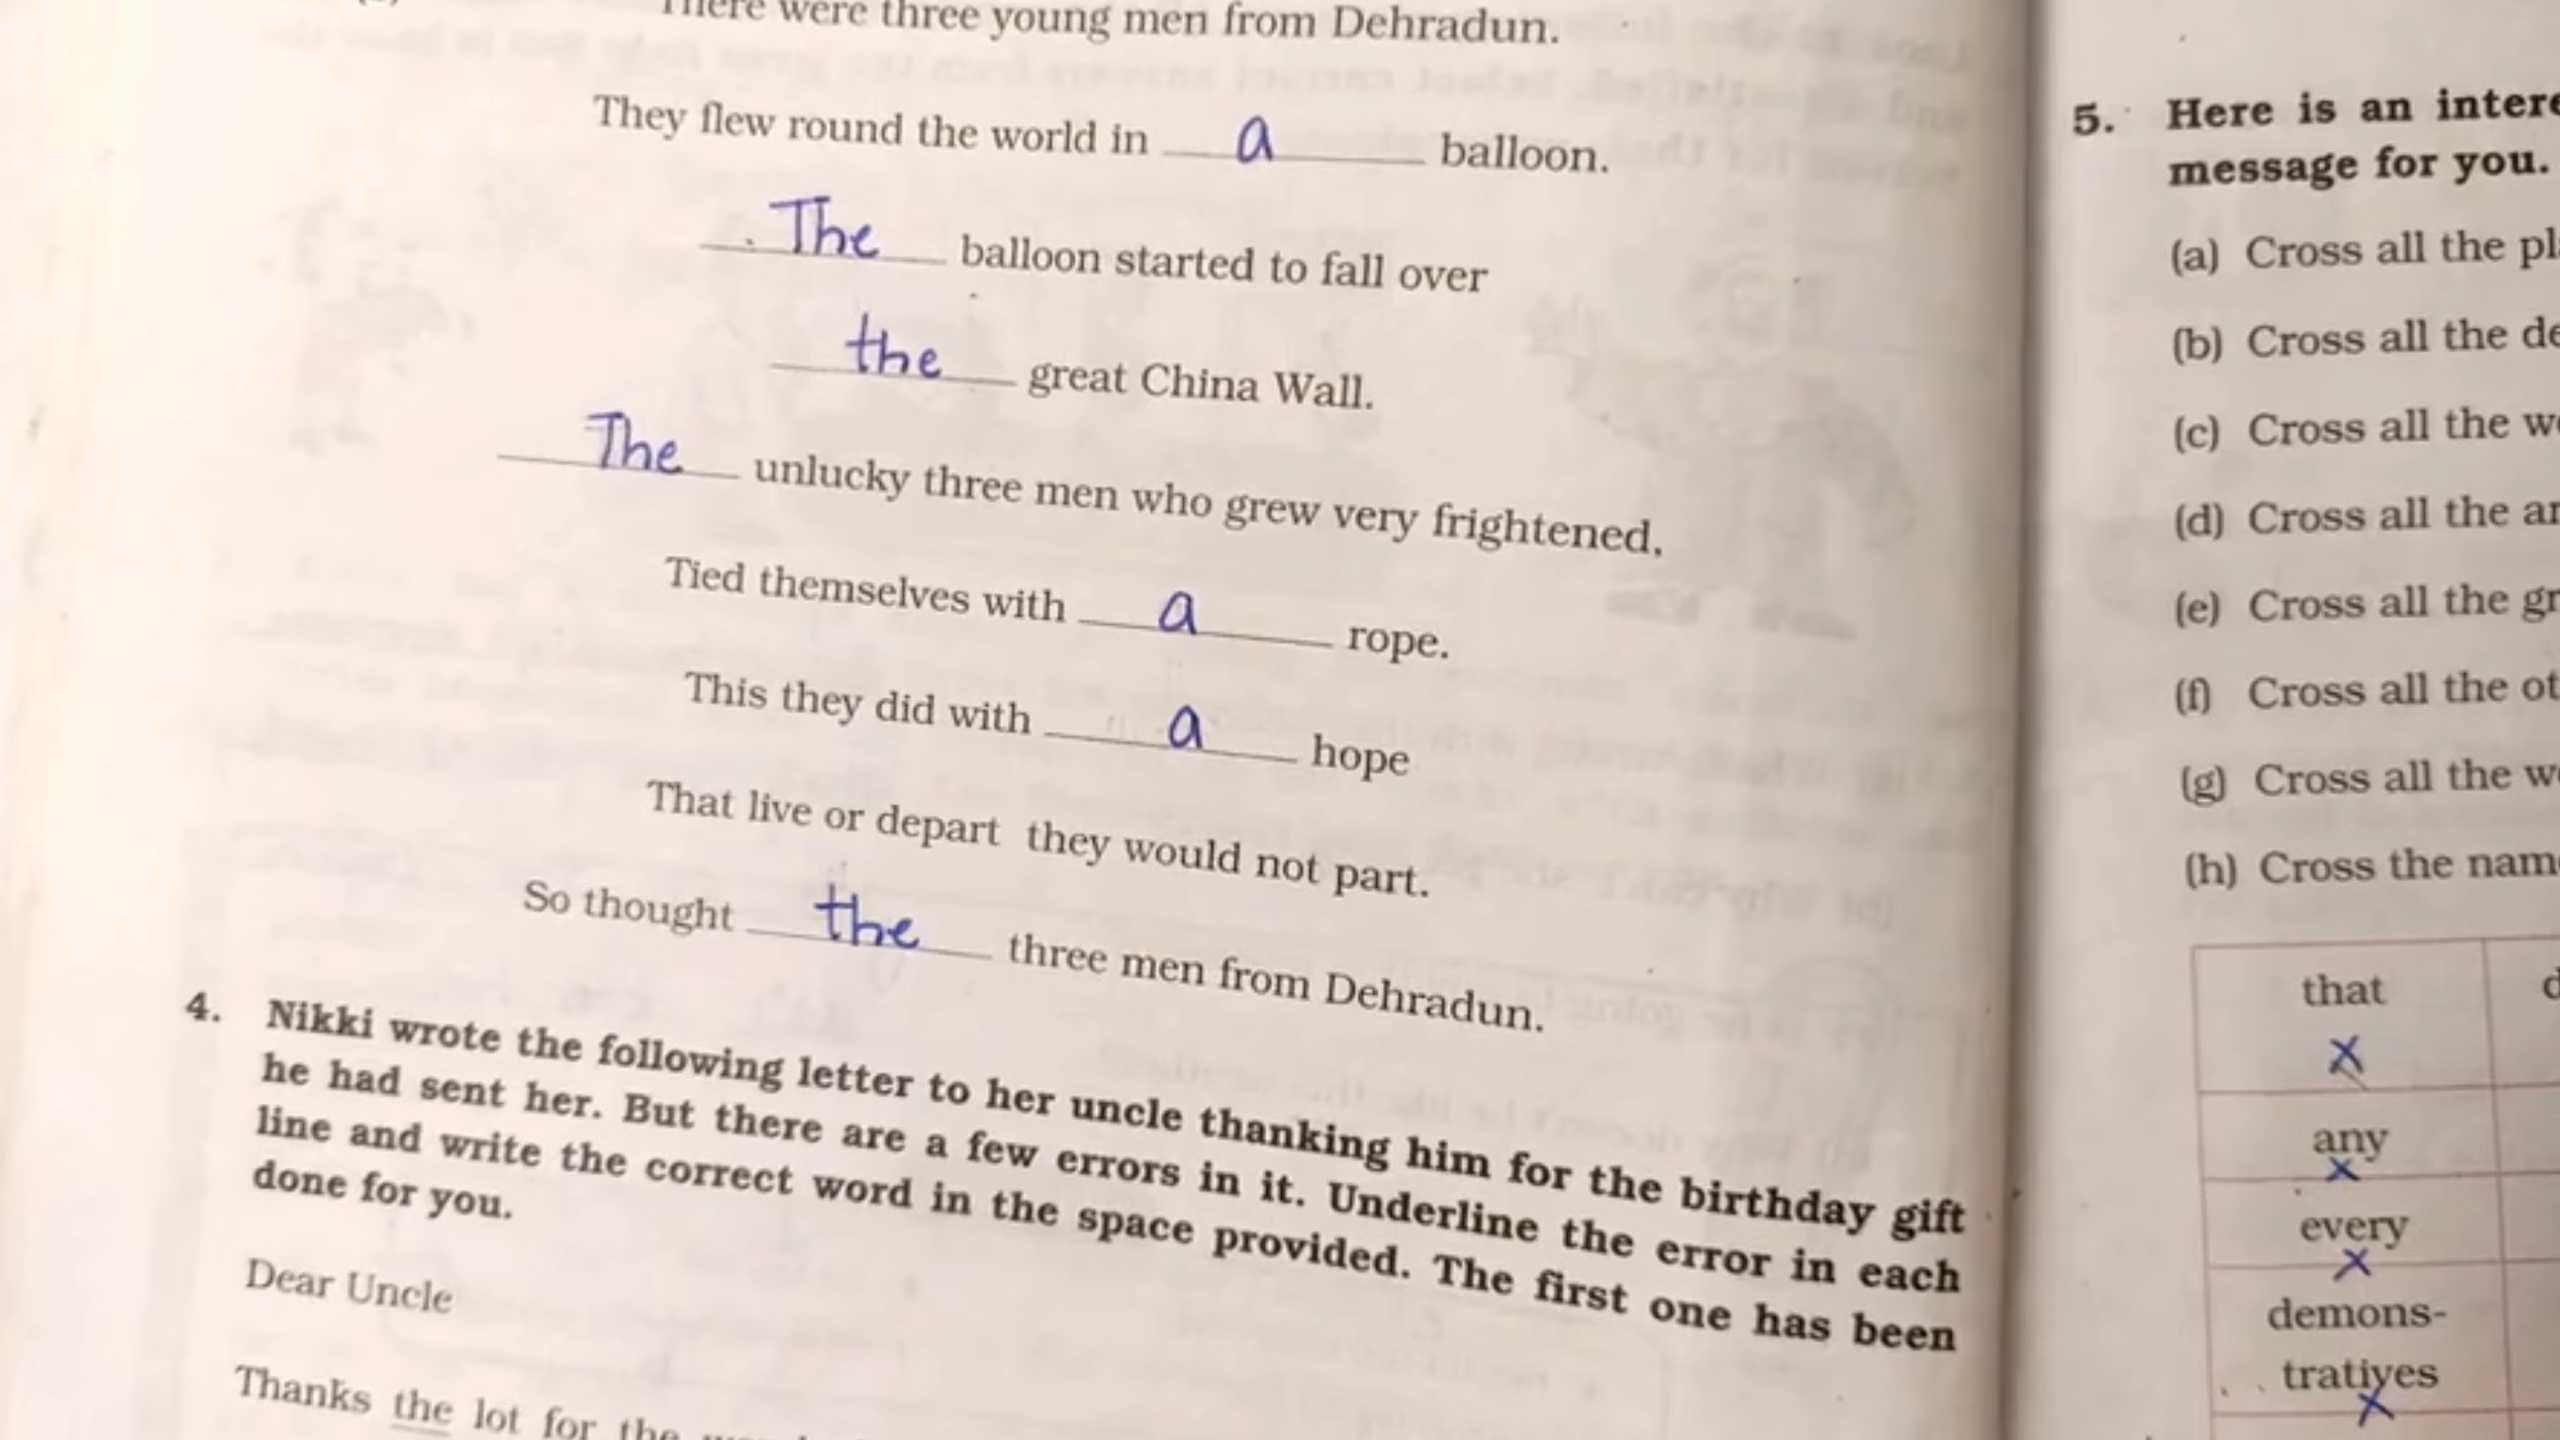 There were three young men from Dehradun.
They flew round the world in a balloon.
The balloon started to fall over
the great China Wall.
The unlucky three men who grew very frightened,
Tied themselves with a rope.
This they did with a hope
That live or depart they would not part.
So thought the three men from Dehradun.
4. Nikki wrote the following letter to her uncle thanking him for the birthday gift
he had sent her. But there are a few errors in it. Underline the error in each
line and write the correct word in the space provided. The first one has been
done for you.
Dear Uncle
Thanks the lot for the
5. Here is an
message for you.
(a) Cross all the
(b) Cross all the
(c) Cross all the
(d) Cross all the
(e) Cross all the
(f) Cross all the
(g) Cross all the
(h) Cross the
that
X
any
X
every
X
demons-
tratives
X